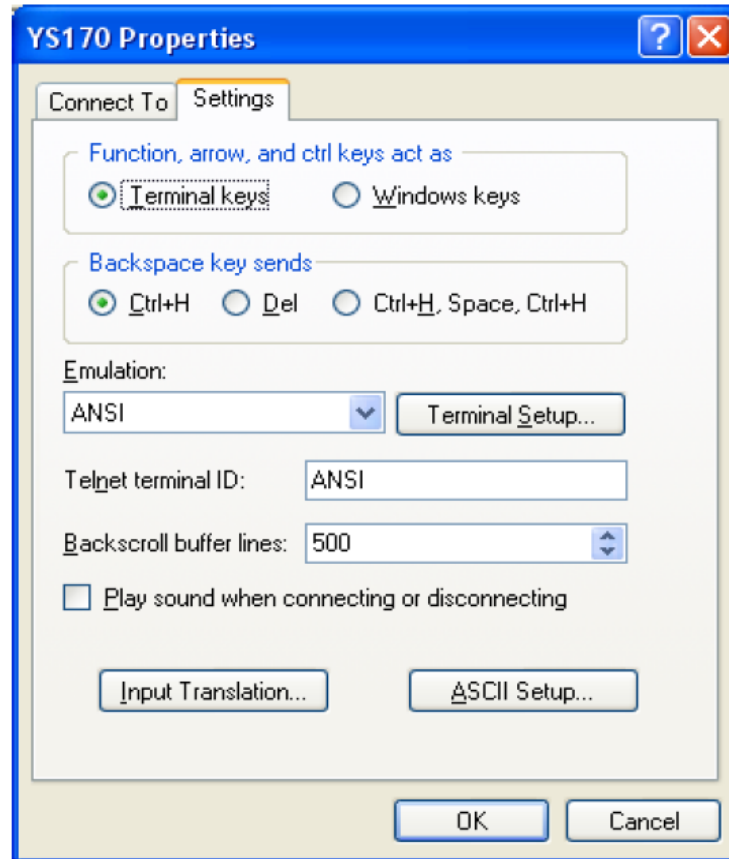 YS170 Properties
Connect To Settings
Function, arrow, and ctrl keys act as
Terminal keys Windows keys
Backspace key sends
Ctrl+H Del Ctrl+H, Space, Ctrl+H
Emulation:
ANSI Terminal Setup...
Telnet terminal ID: ANSI
Backscroll buffer lines: 500
Play sound when connecting or disconnecting
Input Translation... ASCII Setup...
OK Cancel